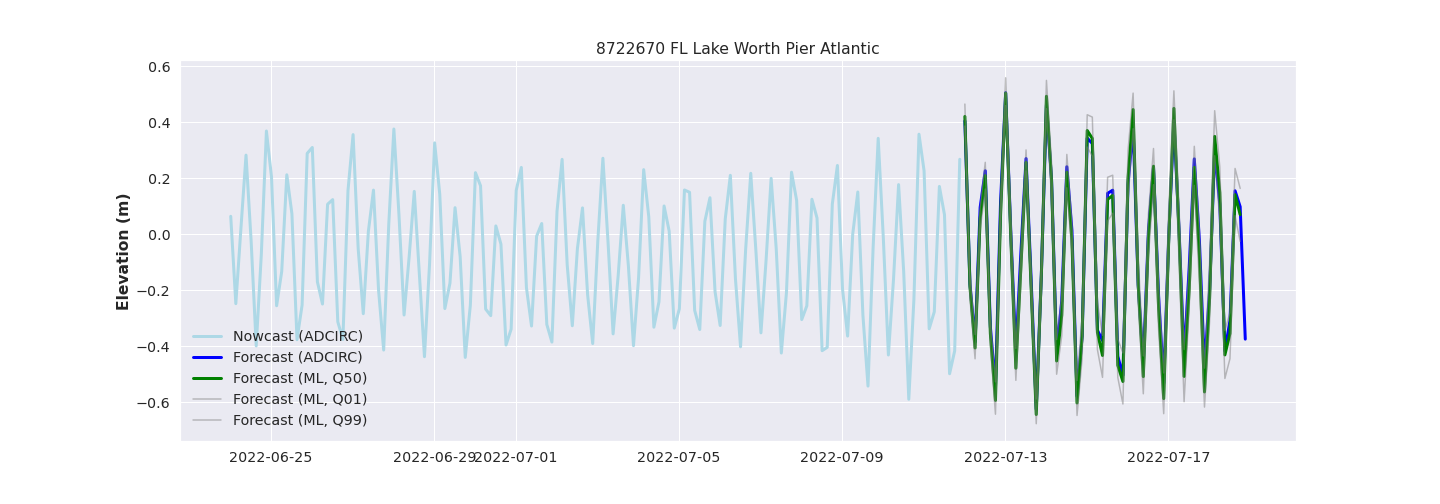 8722670 FL Lake Worth Pier Atlantic
Elevation (m)
0.6
0.4
0.2
0.0
−0.2
−0.4
−0.6
Nowcast (ADCIRC)
Forecast (ADCIRC)
Forecast (ML, Q50)
Forecast (ML, Q01)
Forecast (ML, Q99)
2022-06-25 2022-06-29 2022-07-01 2022-07-05 2022-07-09 2022-07-13 2022-07-17